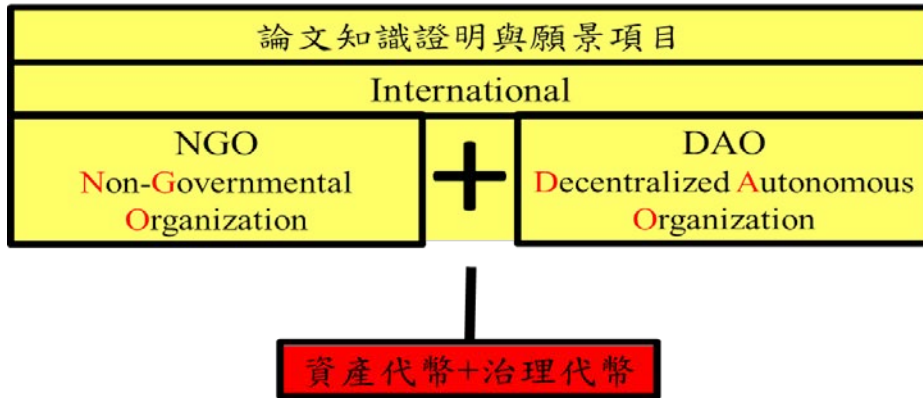 論文知識證明與願景項目
International
NGO
Non-Governmental
Organization
+
DAO
Decentralized Autonomous
Organization
資產代幣+治理代幣